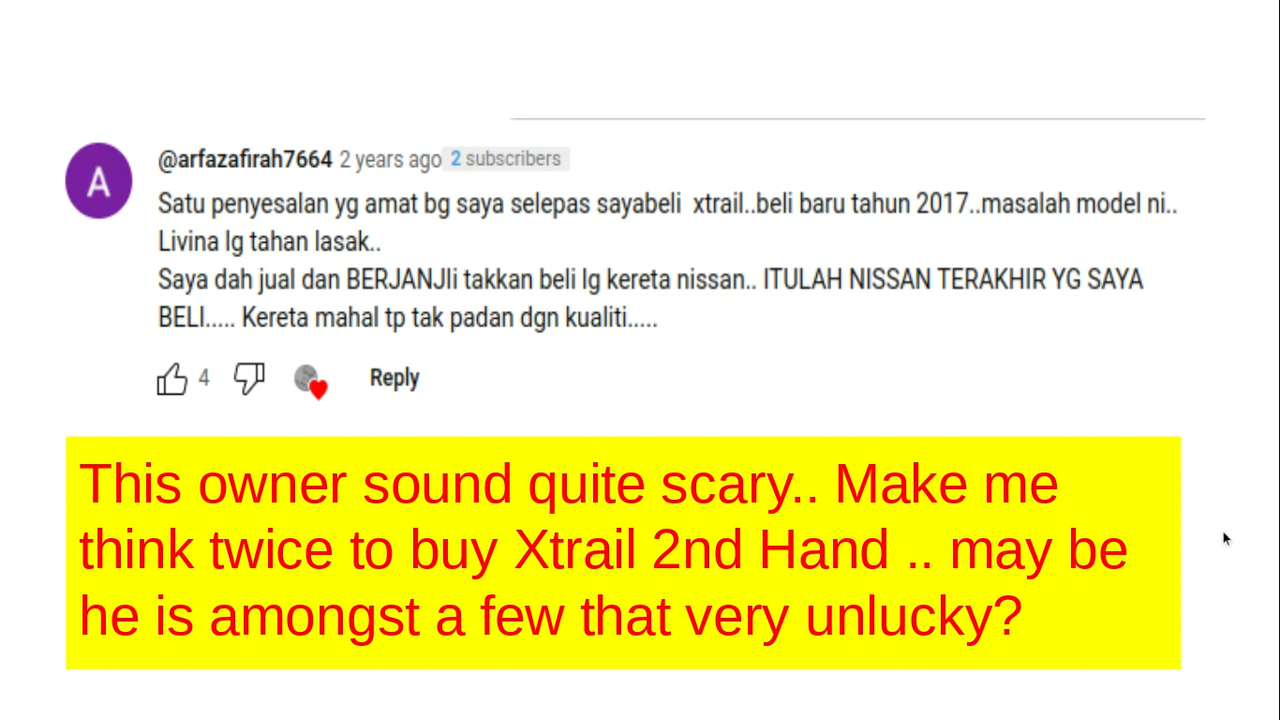 A
@arfazafirah7664 2 years ago 2 subscribers
Satu penyesalan yg amat bg saya selepas sayabeli xtrail..beli baru tahun 2017..masalah model ni..
Livina lg tahan lasak..
Saya dah jual dan BERJANJIi takkan beli lg kereta nissan.. ITULAH NISSAN TERAKHIR YG SAYA
BELI..... Kereta mahal tp tak padan dgn kualiti.....
4 Reply
This owner sound quite scary.. Make me
think twice to buy Xtrail 2nd Hand .. may be
he is amongst a few that very unlucky?